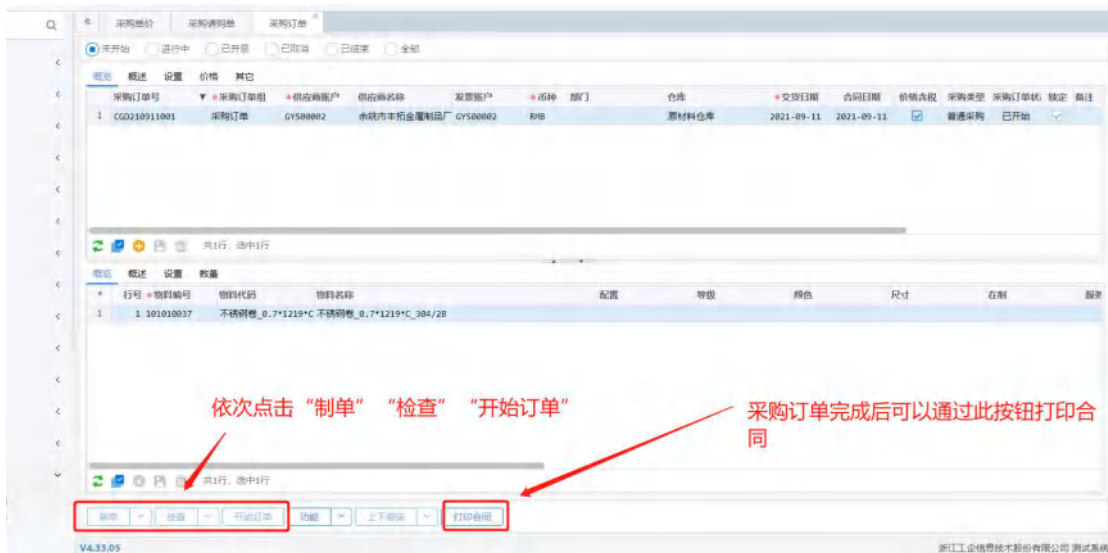 采购单价 采购请购单 采购订单
未开始 进行中 已开票 已取消 已结束 全部
概览 概述 设置 价格 其它
采购订单号 采购订单组 供应商账户 供应商名称 发票账户 币种 部门 仓库 交货日期 合同日期 价格含税 采购类型 采购订单状 锁定 备注
1 CGD210911001 采购订单 GYS00002 余姚市丰拓金属制品厂 GYS00002 RMB 原材料仓库 2021-09-11 2021-09-11 普通采购 已开始
共1行, 选中1行
概览 概述 设置 数量
* 行号 *物料编号 物料代码 物料名称 配置 等级 颜色 尺寸 在制 服务
1 1 101010037 不锈钢卷_0.7*1219*C 不锈钢卷_0.7*1219*C_304/2B
依次点击“制单”“检查”“开始订单”
采购订单完成后可以通过此按钮打印合
同
共1行, 选中1行
制单 检查 开始订单 功能 上下查询 打印合同
V4.33.05 浙江工企信息技术股份有限公司 测试系统